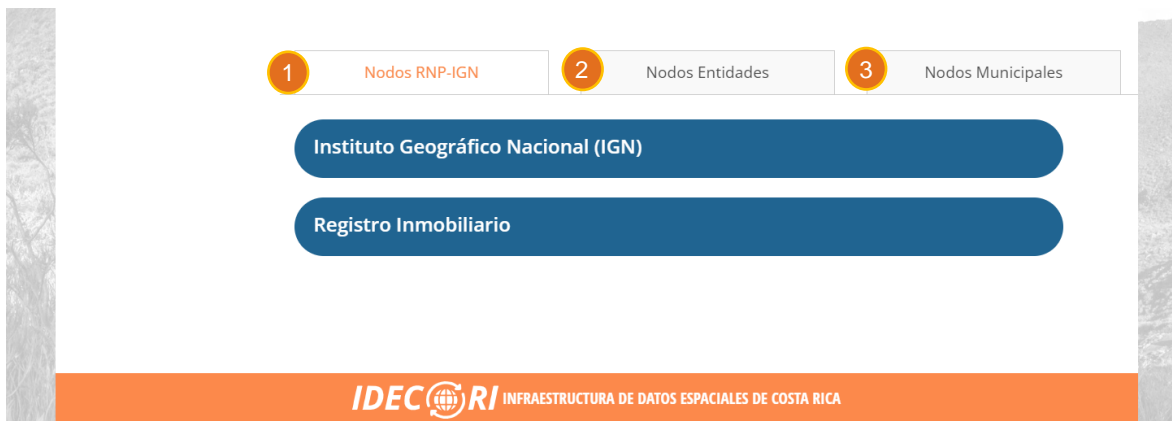 1 Nodos RNP-IGN 2 Nodos Entidades 3 Nodos Municipales
Instituto Geográfico Nacional (IGN)
Registro Inmobiliario
IDECORI INFRAESTRUCTURA DE DATOS ESPACIALES DE COSTA RICA